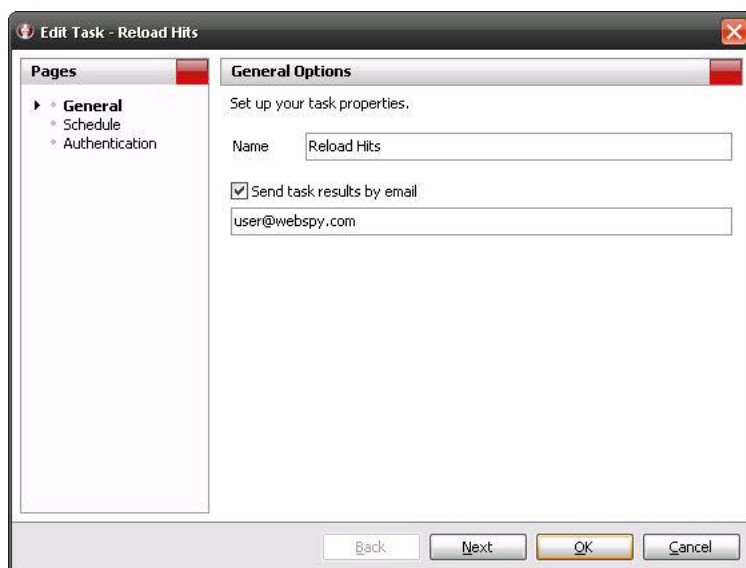 Edit Task - Reload Hits
Pages
General
Schedule
Authentication
General Options
Set up your task properties.
Name Reload Hits
Send task results by email
user@webspy.com
Back Next OK Cancel